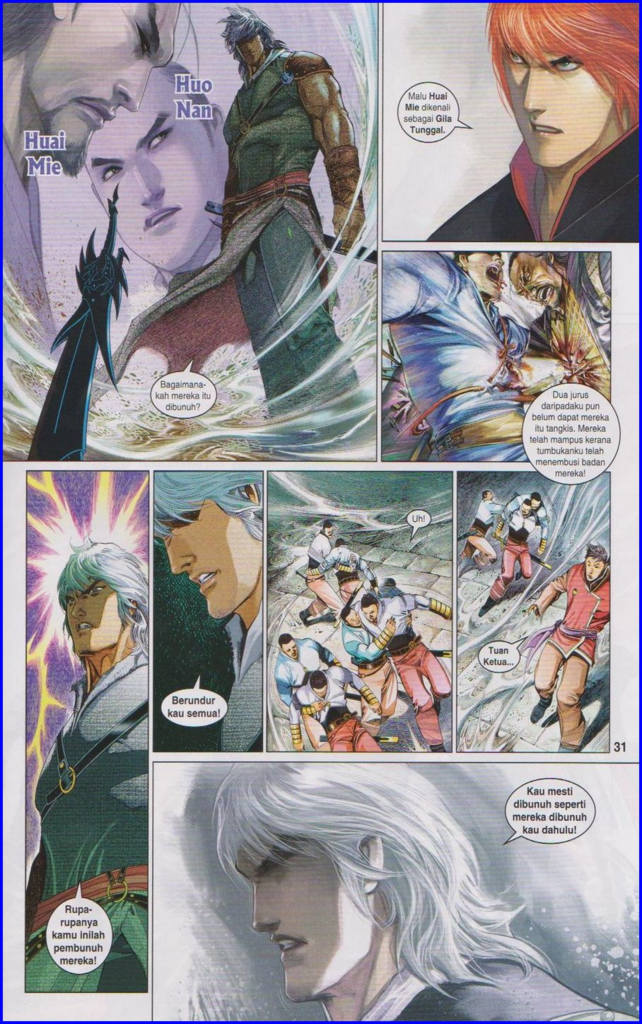 Huo
Nan
Huai
Mie
Bagaimana-
kah mereka itu
dibunuh?
Malu Huai
Mie dikenali
sebagai Gila
Tunggal.
Dua jurus
daripadaku pun
belum dapat mereka
itu tangkis. Mereka
telah mampus kerana
tumbukanku telah
menembusi badan
mereka!
Rupa-
rupanya
kamu inilah
pembunuh
mereka!
Berundur
kau semua!
Uh!
Tuan
Ketua...
31
Kau mesti
dibunuh seperti
mereka dibunuh
kau dahulu!